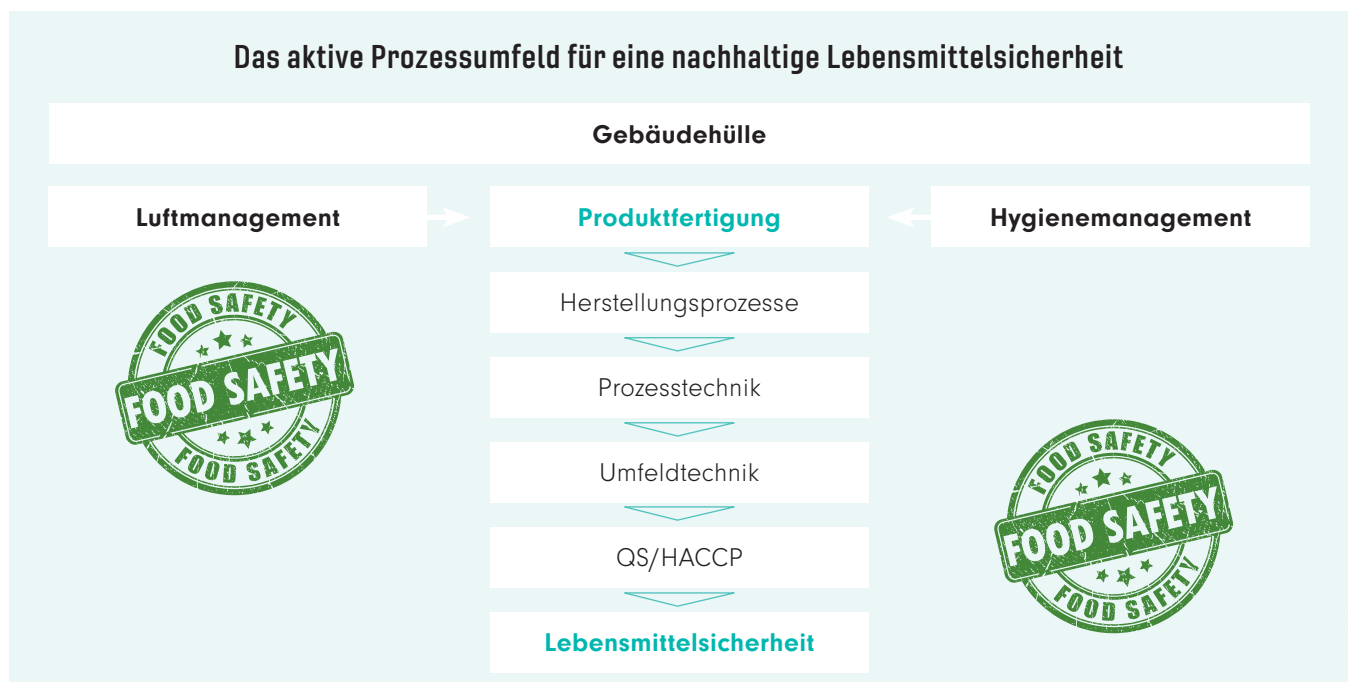 Das aktive Prozessumfeld für eine nachhaltige Lebensmittelsicherheit
Gebäudehülle
Luftmanagement
Produktfertigung
Hygienemanagement
Herstellungsprozesse
FOOD SAFETY
FOOD SAFETY
FOOD SAFETY
Prozesstechnik
Umfeldtechnik
FOOD SAFETY
FOOD SAFETY
FOOD SAFETY
QS/HACCP
Lebensmittelsicherheit